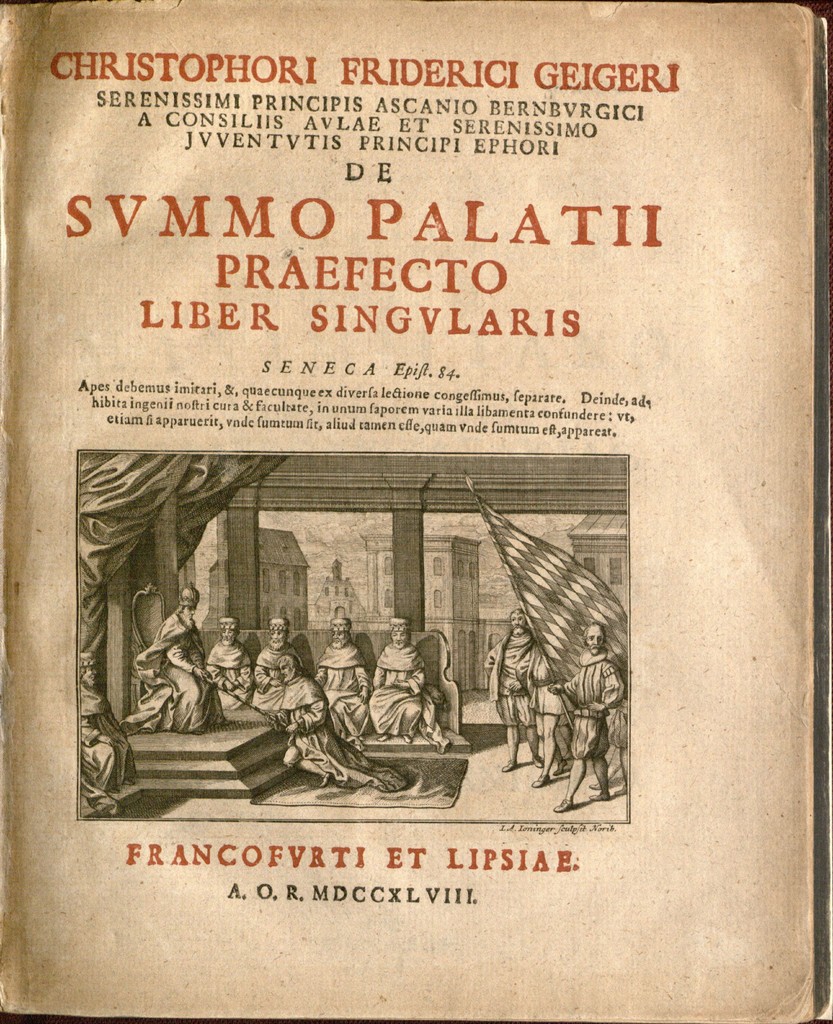 CHRISTOPHORI FRIDERICI GEIGERI
SERENISSIMI PRINCIPIS ASCANIO BERNBVRGICI
A CONSILIIS AVLAE ET SERENISSIMO
JVVENTVTIS PRINCIPI EPHORI
DE
SVMMO PALATII
PRAEFECTO
LIBER SINGVLARIS
SENECA Epiſt. 84.
Apes debemus imitari, &, quaecunque ex diverſa lectione congeſſimus, ſeparare. Deinde, ad,
hibita ingenii noſtri cura & facultate, in unum ſaporem varia illa libamenta confundere: vt,
etiam ſi apparuerit, vnde ſumtum ſit, aliud tamen eſſe, quam vnde ſumtum eſt, appareat.
I. A. Ioninger ſculpſit Norib.
FRANCOFVRTI ET LIPSIAE.
A. O. R. MDCCXLVIII.